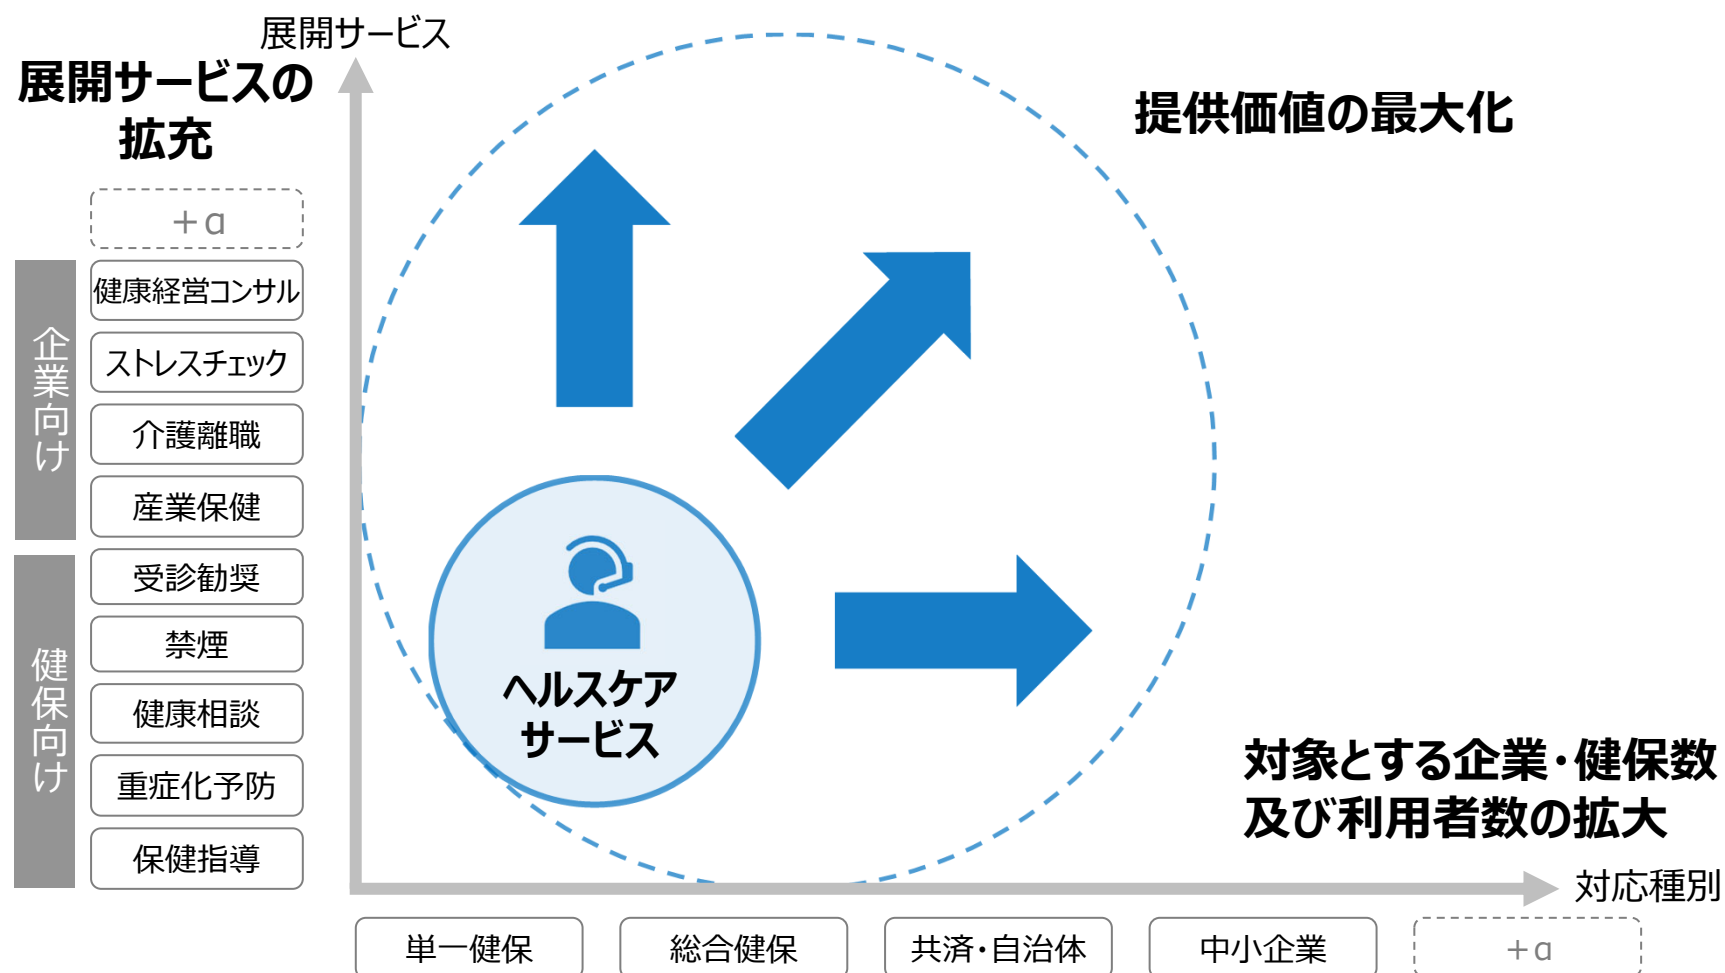 展開サービス
展開サービスの
拡充
提供価値の最大化
+α
企業向け
健康経営コンサル
ストレスチェック
介護離職
産業保健
健保向け
受診勧奨
禁煙
健康相談
重症化予防
保健指導
ヘルスケア
サービス
対象とする企業・健保数
及び利用者数の拡大
対応種別
単一健保
総合健保
共済・自治体
中小企業
+α